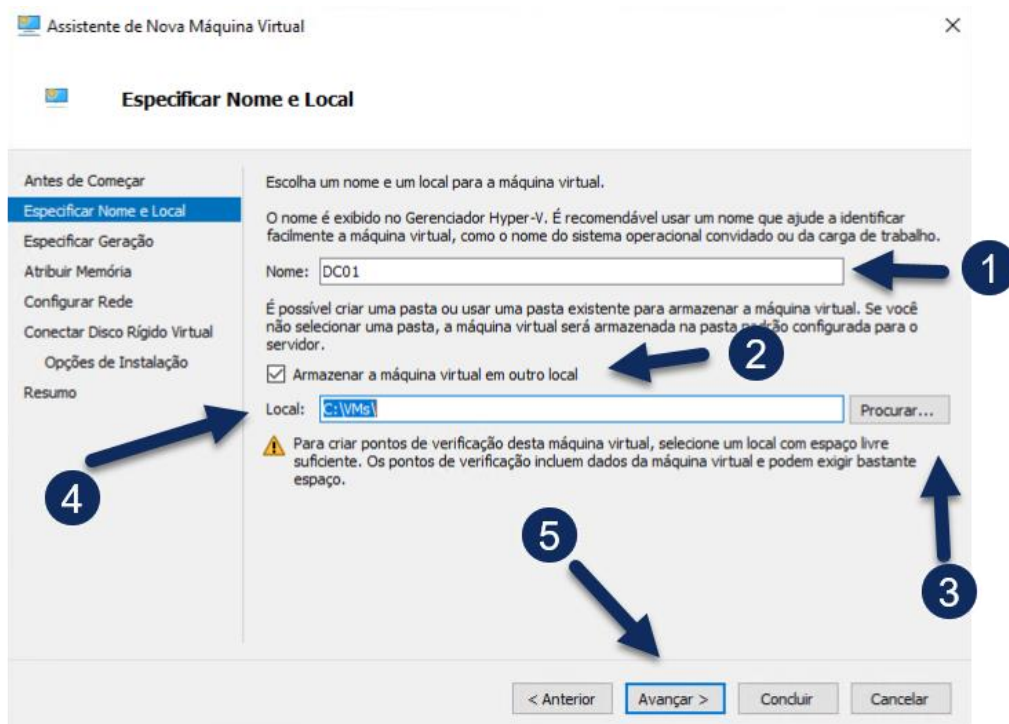 Assistente de Nova Máquina Virtual
Especificar Nome e Local
Antes de Começar
Especificar Nome e Local
Especificar Geração
Atribuir Memória
Configurar Rede
Conectar Disco Rígido Virtual
Opções de Instalação
Resumo
Escolha um nome e um local para a máquina virtual.
O nome é exibido no Gerenciador Hyper-V. É recomendável usar um nome que ajude a identificar
facilmente a máquina virtual, como o nome do sistema operacional convidado ou da carga de trabalho.
Nome: DC01
1
É possível criar uma pasta ou usar uma pasta existente para armazenar a máquina virtual. Se você
não selecionar uma pasta, a máquina virtual será armazenada na pasta padrão configurada para o
servidor.
2
Armazenar a máquina virtual em outro local
Local: C:\VMs\ Procurar...
Para criar pontos de verificação desta máquina virtual, selecione um local com espaço livre
suficiente. Os pontos de verificação incluem dados da máquina virtual e podem exigir bastante
espaço.
4
5
3
< Anterior Avançar > Concluir Cancelar